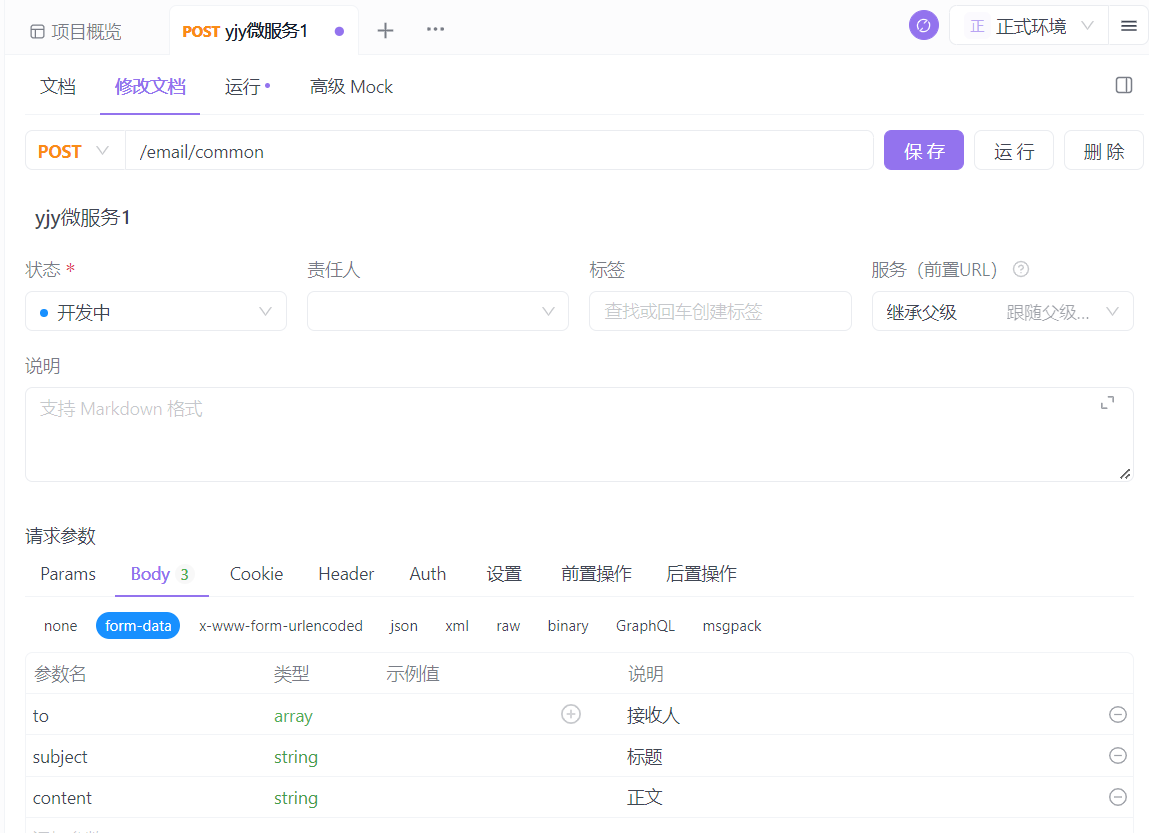 项目概览 POST yjy微服务1 正 正式环境
文档 修改文档 运行 高级 Mock
POST /email/common 保存 运行 删除
yjy微服务1
状态 * 责任人 标签 服务（前置URL）
开发中 查找或回车创建标签 继承父级 跟随父级...
说明
支持 Markdown 格式
请求参数
Params Body 3 Cookie Header Auth 设置 前置操作 后置操作
none form-data x-www-form-urlencoded json xml raw binary GraphQL msgpack
参数名 类型 示例值 说明
to array 接收人
subject string 标题
content string 正文